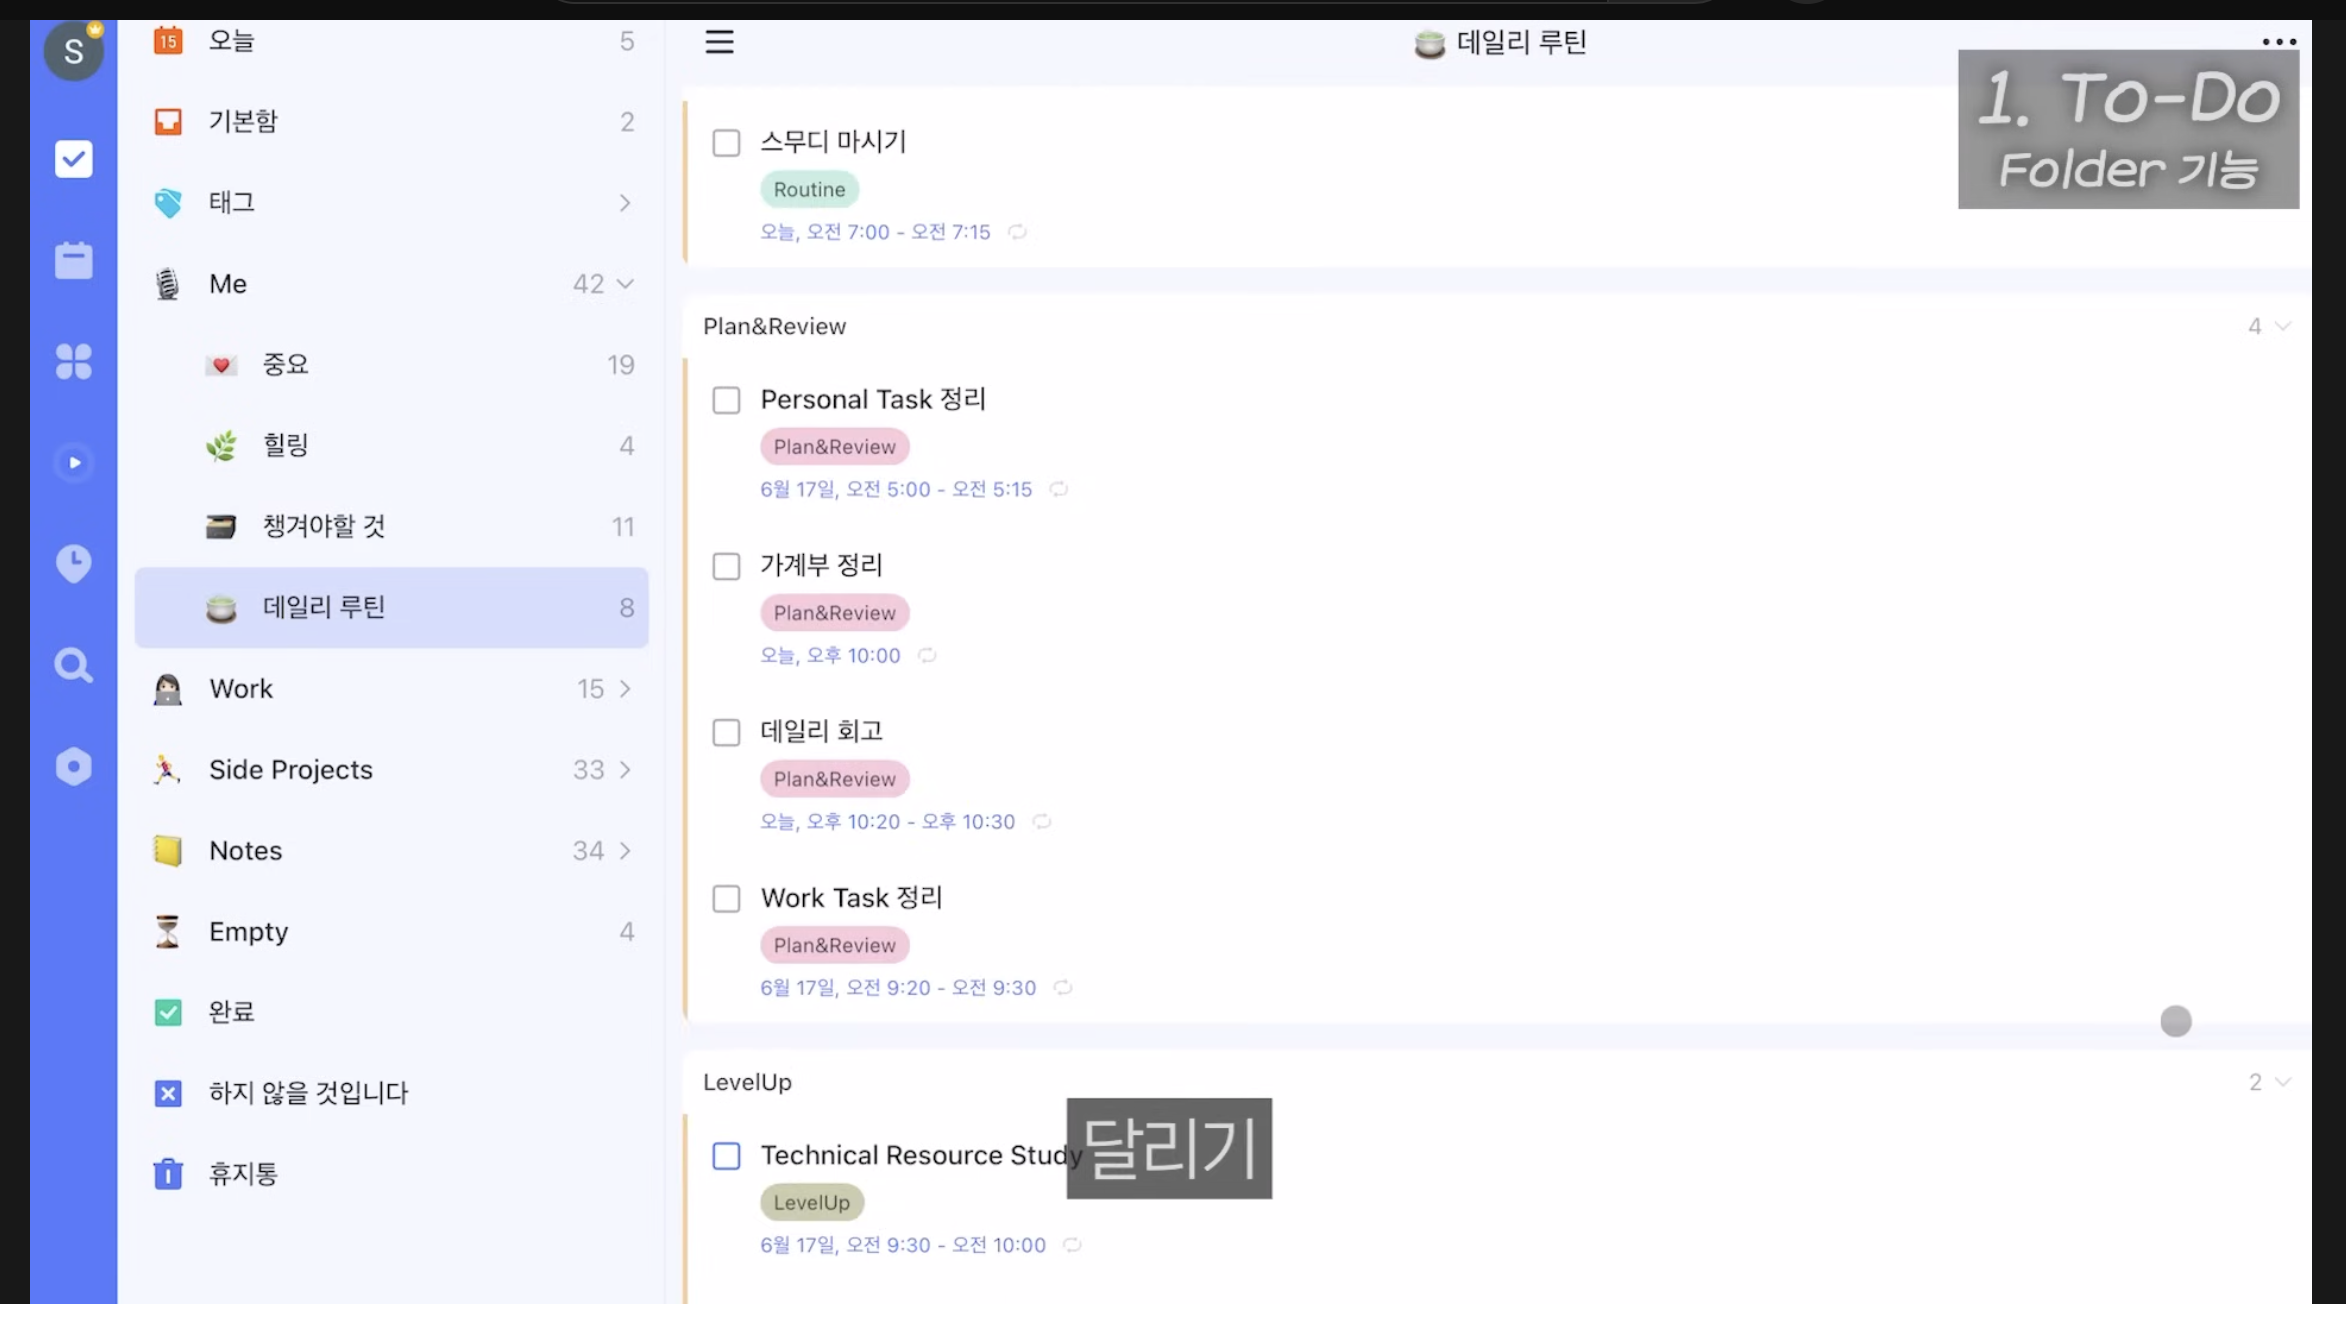 S
15 오늘 5
기본함 2
태그
Me 42
중요 19
힐링 4
챙겨야할 것 11
데일리 루틴 8
Work 15
Side Projects 33
Notes 34
Empty 4
완료
하지 않을 것입니다
휴지통
데일리 루틴
1. To-Do
Folder 기능
스무디 마시기
Routine
오늘, 오전 7:00 - 오전 7:15
Plan&Review 4
Personal Task 정리
Plan&Review
6월 17일, 오전 5:00 - 오전 5:15
가계부 정리
Plan&Review
오늘, 오후 10:00
데일리 회고
Plan&Review
오늘, 오후 10:20 - 오후 10:30
Work Task 정리
Plan&Review
6월 17일, 오전 9:20 - 오전 9:30
LevelUp 2
Technical Resource Study
달리기
LevelUp
6월 17일, 오전 9:30 - 오전 10:00